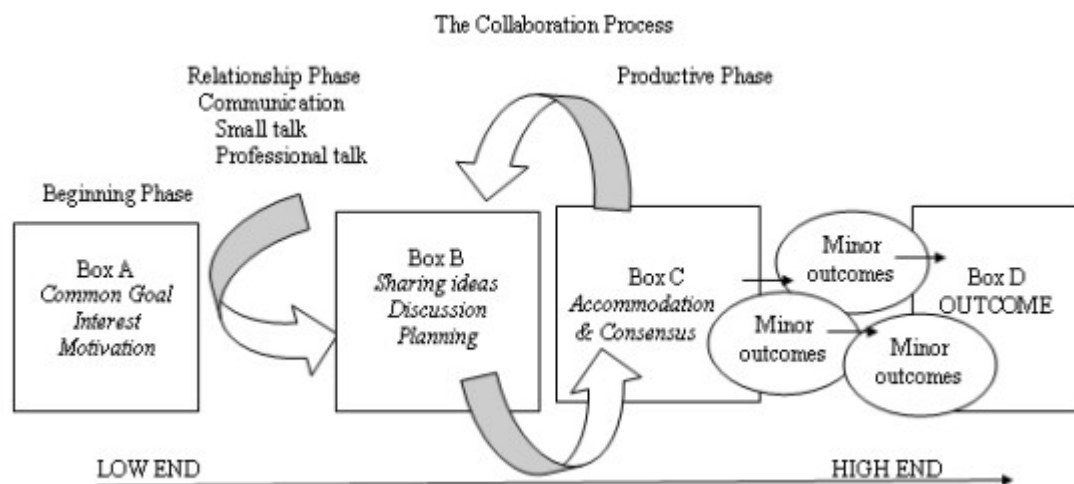 The Collaboration Process
Relationship Phase
Communication
Small talk
Professional talk
Productive Phase
Beginning Phase
Box A
Common Goal
Interest
Motivation
Box B
Sharing ideas
Discussion
Planning
Box C
Accommodation
& Consensus
Minor
outcomes
Minor
outcomes
Minor
outcomes
Box D
OUTCOME
LOW END
HIGH END